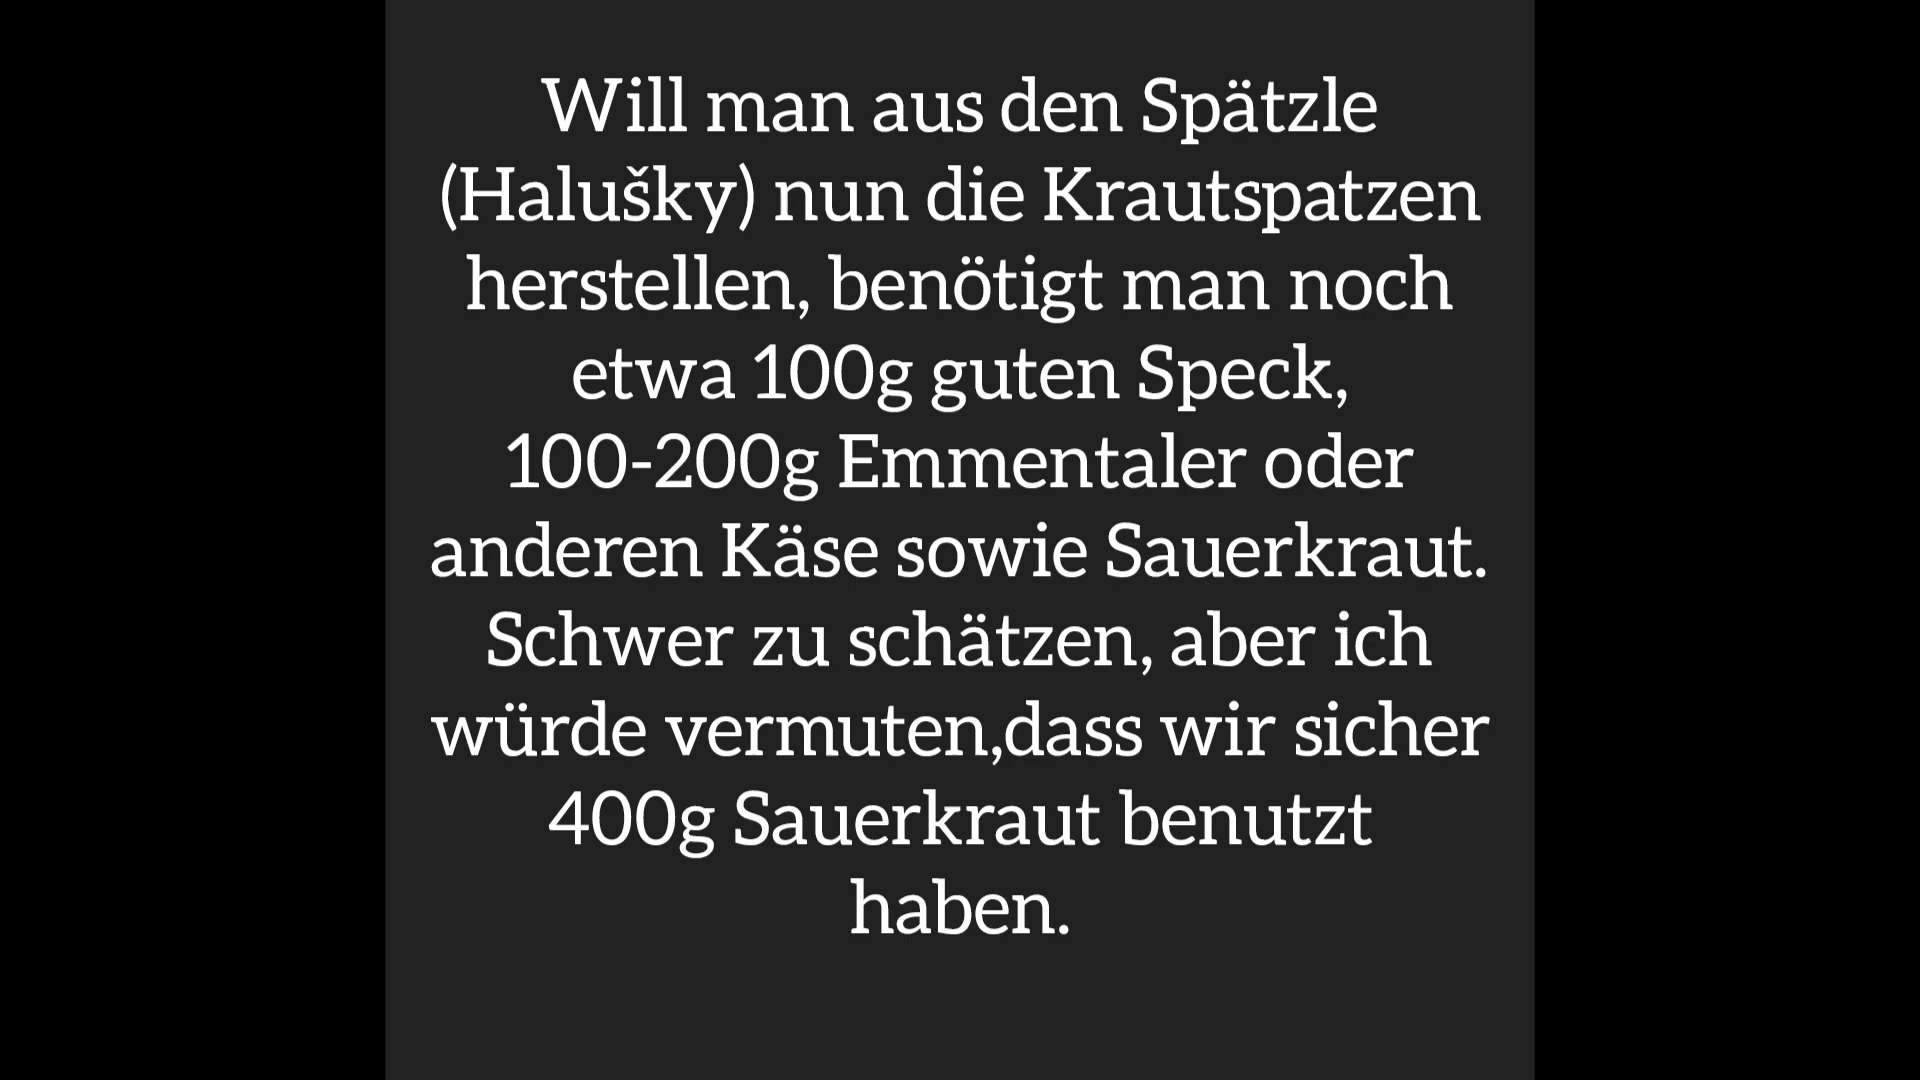 Will man aus den Spätzle
(Halušky) nun die Krautspatzen
herstellen, benötigt man noch
etwa 100g guten Speck,
100-200g Emmentaler oder
anderen Käse sowie Sauerkraut.
Schwer zu schätzen, aber ich
würde vermuten,dass wir sicher
400g Sauerkraut benutzt
haben.